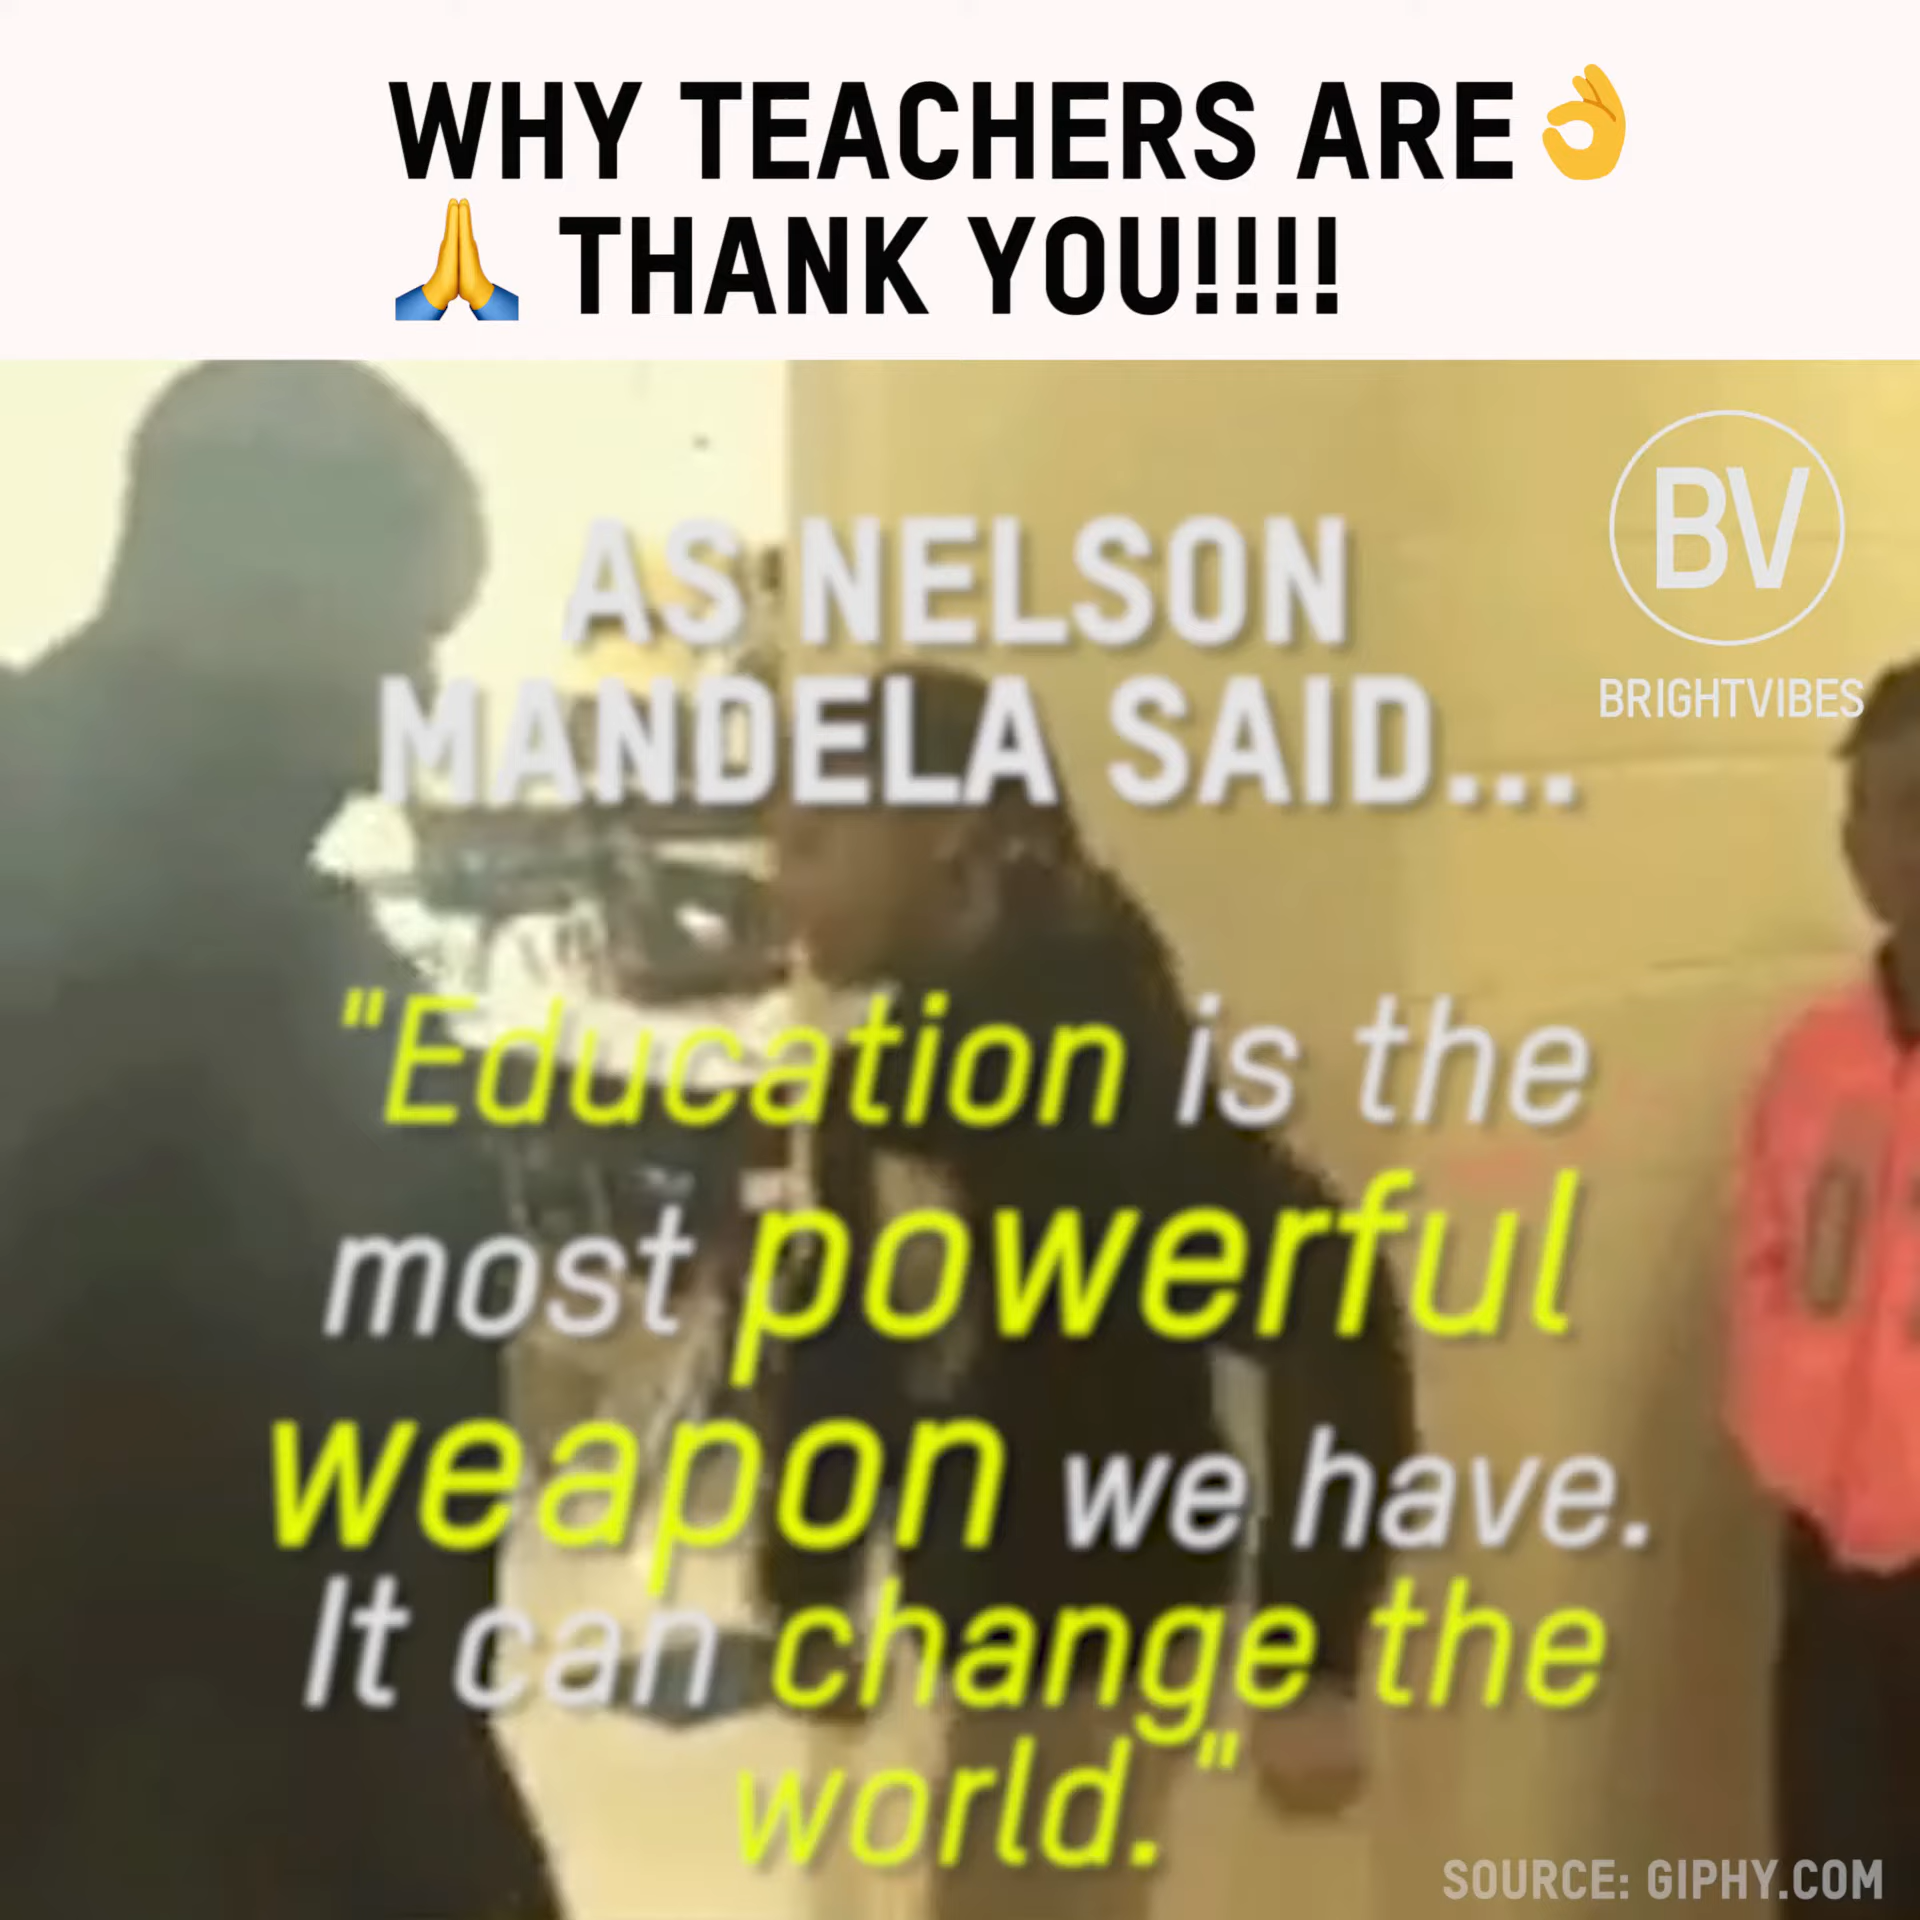 WHY TEACHERS ARE👌
🙏 THANK YOU!!!!
BV
BRIGHTVIBES
AS NELSON
MANDELA SAID...
"Education is the
most powerful
weapon we have.
It can change the
world."
SOURCE: GIPHY.COM